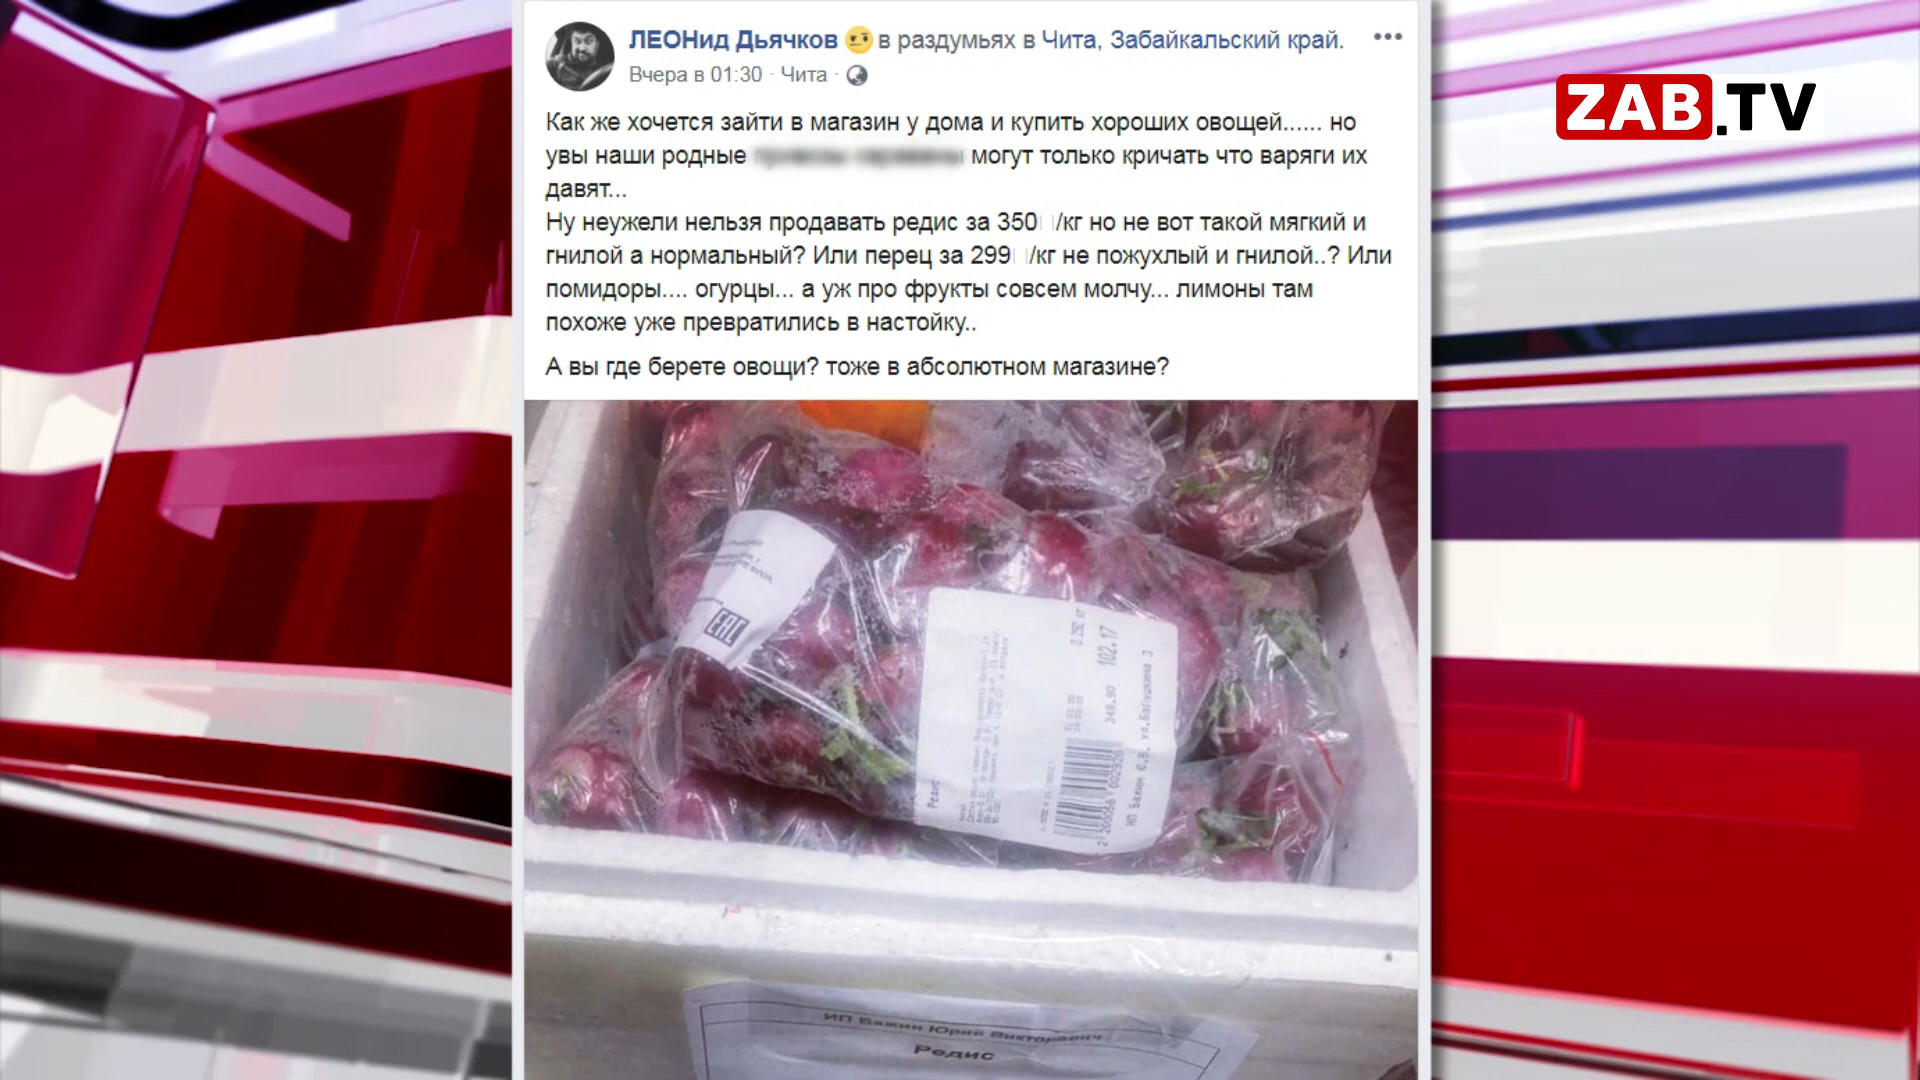 ЛЕОНид Дьячков в раздумьях в Чита, Забайкальский край.
Вчера в 01:30 · Чита ·
ZAB.TV
Как же хочется зайти в магазин у дома и купить хороших овощей...... но
увы наши родные могут только кричать что варяги их
давят...
Ну неужели нельзя продавать редис за 350 /кг но не вот такой мягкий и
гнилой а нормальный? Или перец за 299 /кг не пожухлый и гнилой..? Или
помидоры.... огурцы... а уж про фрукты совсем молчу... лимоны там
похоже уже превратились в настойку..
А вы где берете овощи? тоже в абсолютном магазине?
EAC
Редис
0.292 кг
349.90 102.17
ИП Бажин Ю.В.
ИП Бажин Юрий Викторович
Редис